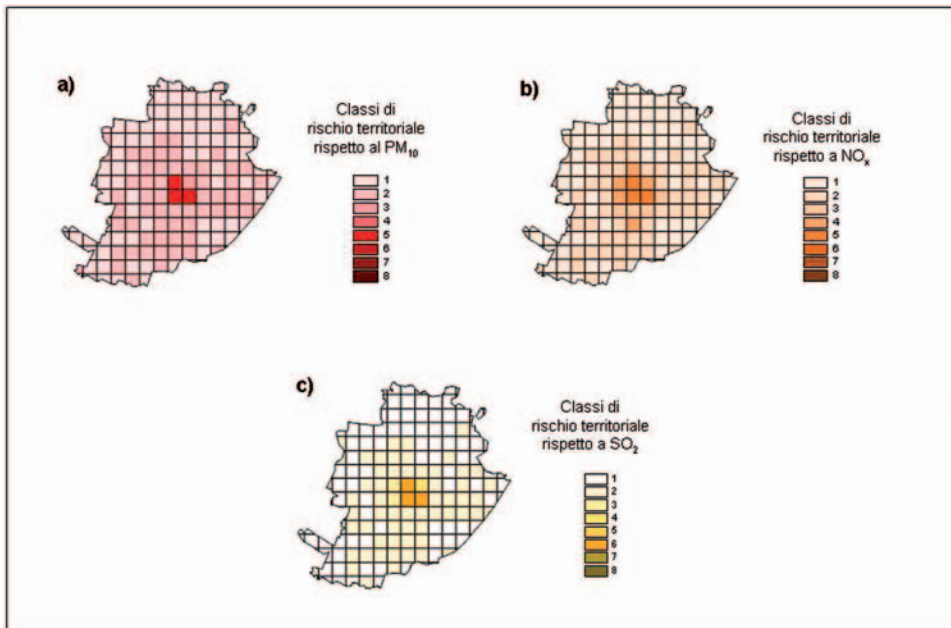 a)
Classi di
rischio territoriale
rispetto al PM₁₀
1
2
3
4
5
6
7
8
b)
Classi di
rischio territoriale
rispetto a NOₓ
1
2
3
4
5
6
7
8
c)
Classi di
rischio territoriale
rispetto a SO₂
1
2
3
4
5
6
7
8